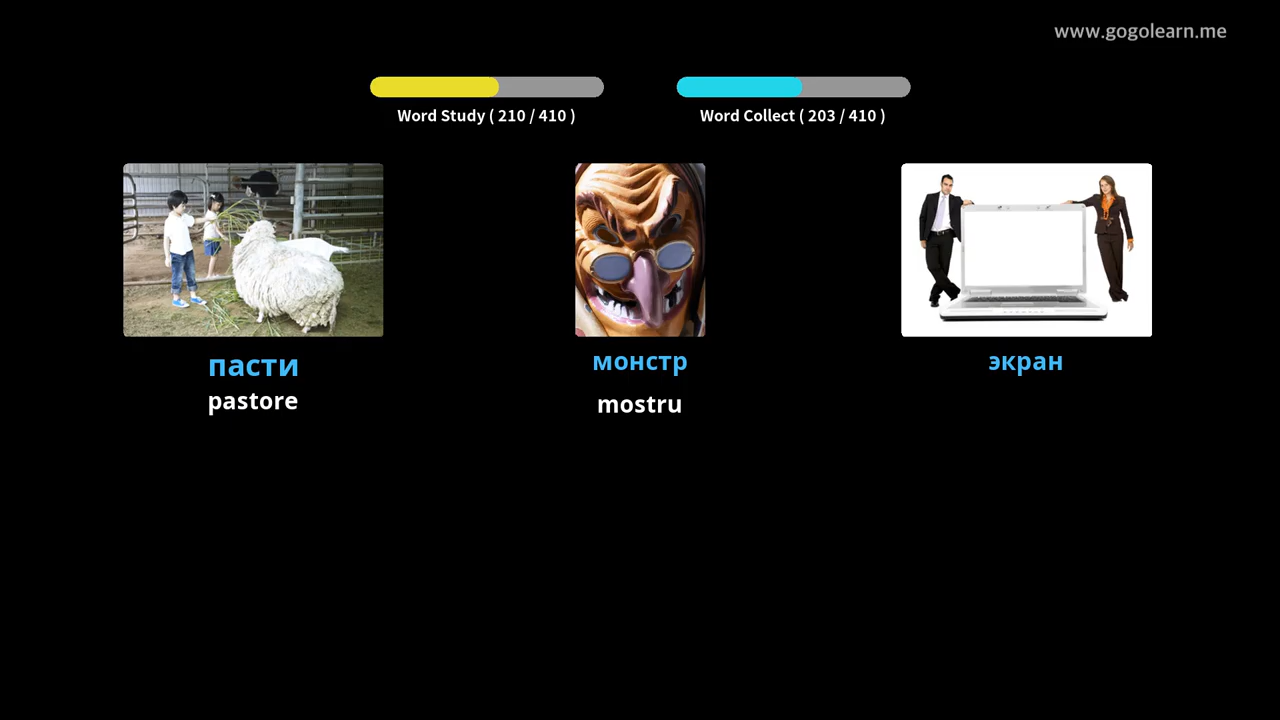 www.gogolearn.me
Word Study ( 210 / 410 )
Word Collect ( 203 / 410 )
пасти
pastore
монстр
mostru
экран